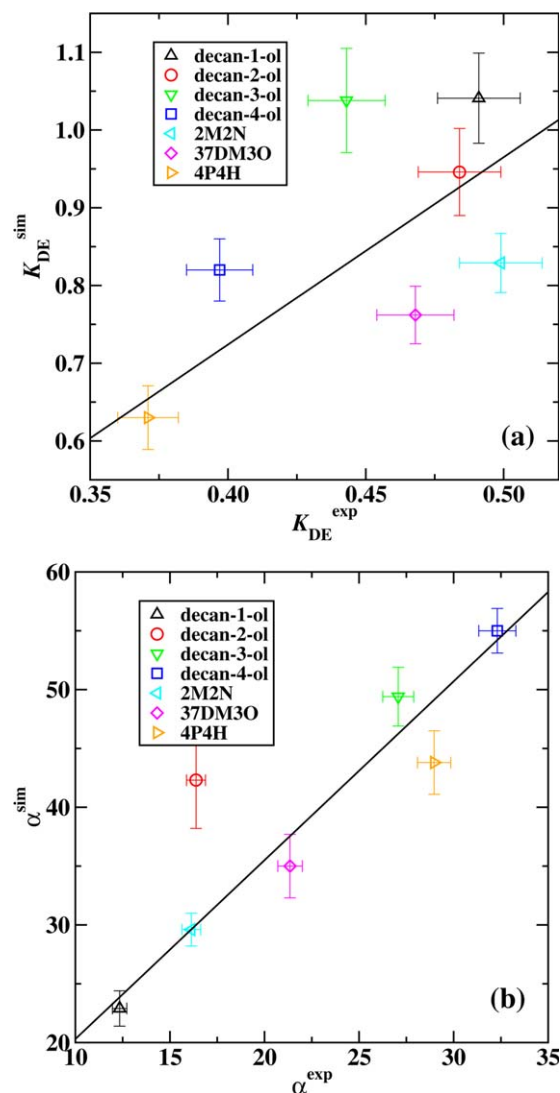 1.1
1.0
0.9
0.8
0.7
0.6
K_DE^sim
decan-1-ol
decan-2-ol
decan-3-ol
decan-4-ol
2M2N
37DM3O
4P4H
(a)
0.35 0.40 0.45 0.50
K_DE^exp
60
50
40
30
20
α^sim
decan-1-ol
decan-2-ol
decan-3-ol
decan-4-ol
2M2N
37DM3O
4P4H
(b)
10 15 20 25 30 35
α^exp